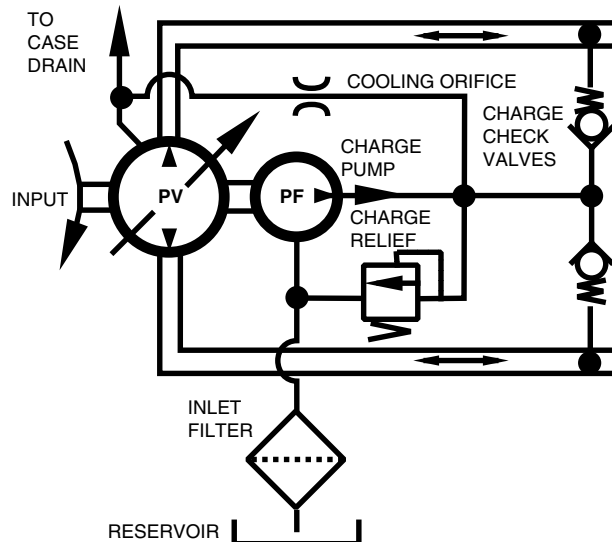 TO
CASE
DRAIN
COOLING ORIFICE
CHARGE
CHECK
VALVES
CHARGE
PUMP
INPUT
PV
PF
CHARGE
RELIEF
INLET
FILTER
RESERVOIR